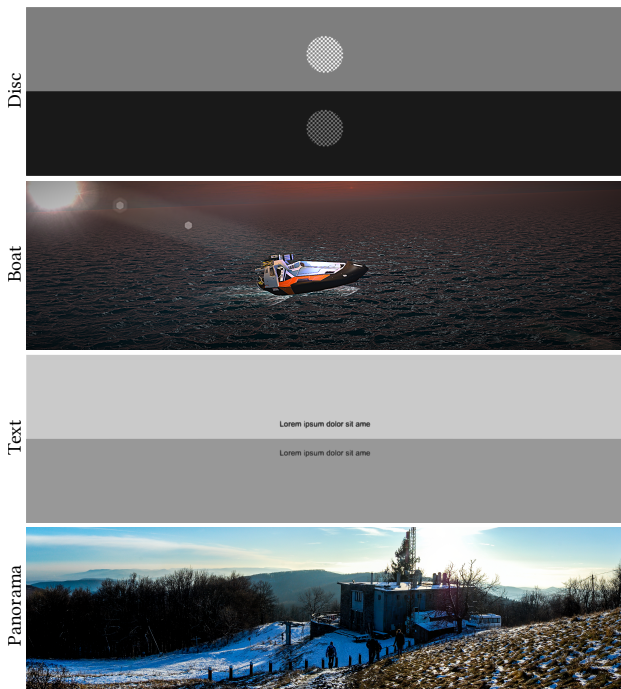 Disc
Boat
Text
Lorem ipsum dolor sit ame
Lorem ipsum dolor sit ame
Panorama